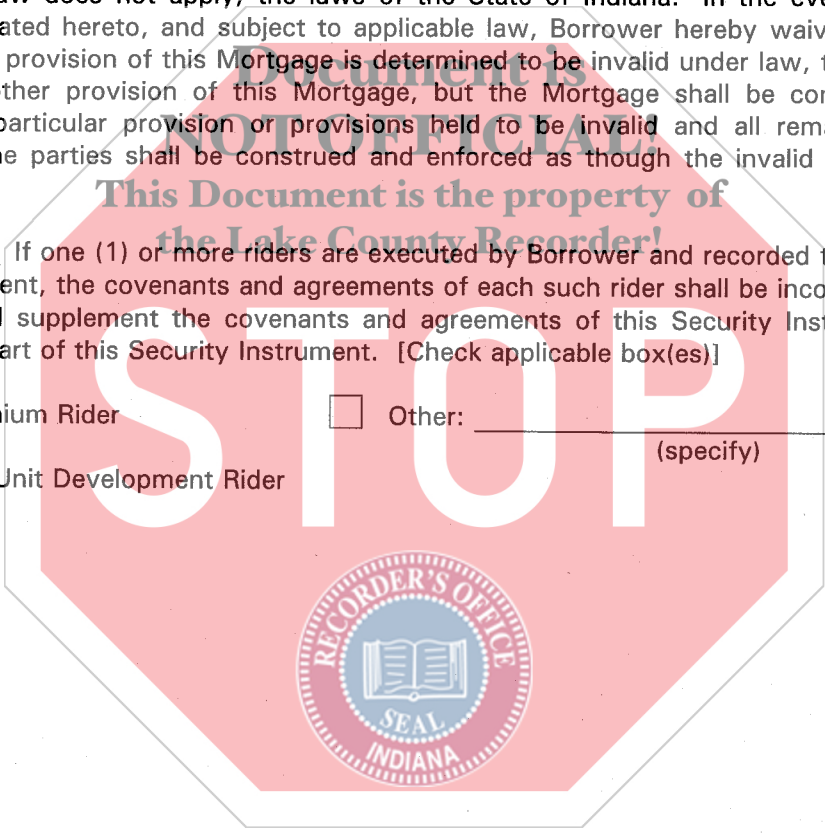 aw does not apply, the laws of the State of Indiana. In the eve
ated hereto, and subject to applicable law, Borrower hereby waiv
provision of this Mortgage is determined to be invalid under law, t
Document is
ther provision of this Mortgage, but the Mortgage shall be con
particular provision or provisions held to be invalid and all rema
NOT OFFICIAL!
e parties shall be construed and enforced as though the invalid
This Document is the property of
the Lake County Recorder!
If one (1) or more riders are executed by Borrower and recorded t
ent, the covenants and agreements of each such rider shall be inco
supplement the covenants and agreements of this Security Inst
art of this Security Instrument. [Check applicable box(es)]
STOP
ium Rider
Other:
(specify)
Unit Development Rider
RECORDER'S OFFICE
SEAL
INDIANA